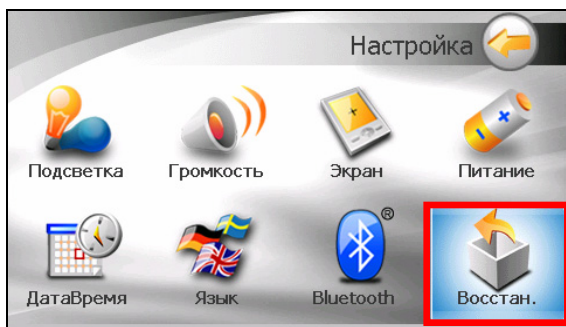 Настройка
Подсветка
Громкость
Экран
Питание
ДатаВремя
Язык
Bluetooth ®
Восстан.